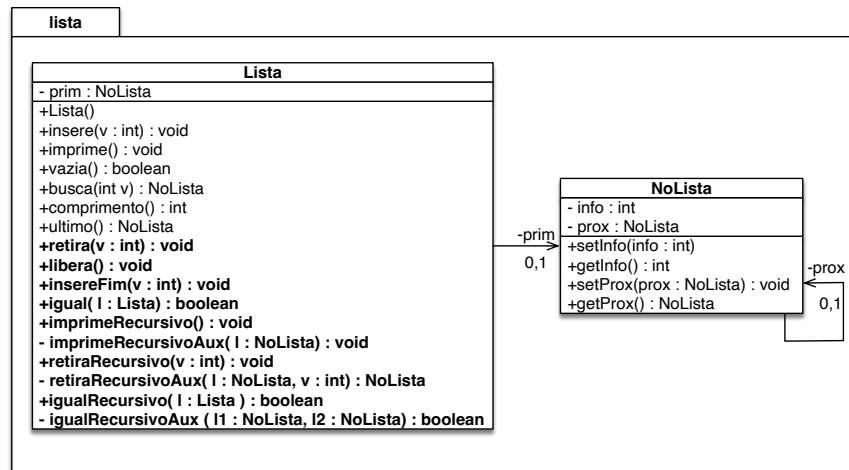 lista
Lista
- prim : NoLista
+Lista()
+insere(v : int) : void
+imprime() : void
+vazia() : boolean
+busca(int v) : NoLista
+comprimento() : int
+ultimo() : NoLista
+retira(v : int) : void
+libera() : void
+insereFim(v : int) : void
+igual( l : Lista) : boolean
+imprimeRecursivo() : void
- imprimeRecursivoAux( l : NoLista) : void
+retiraRecursivo(v : int) : void
- retiraRecursivoAux( l : NoLista, v : int) : NoLista
+igualRecursivo( l : Lista ) : boolean
- igualRecursivoAux ( l1 : NoLista, l2 : NoLista) : boolean
-prim
0,1
NoLista
- info : int
- prox : NoLista
+setInfo(info : int)
+getInfo() : int
+setProx(prox : NoLista) : void
+getProx() : NoLista
-prox
0,1